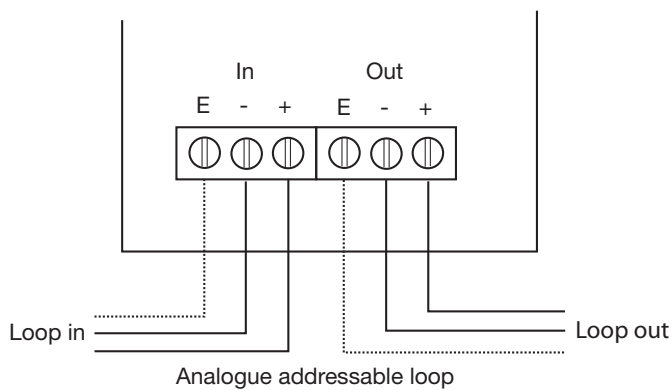 In Out
E - + E - +
Loop in
Loop out
Analogue addressable loop